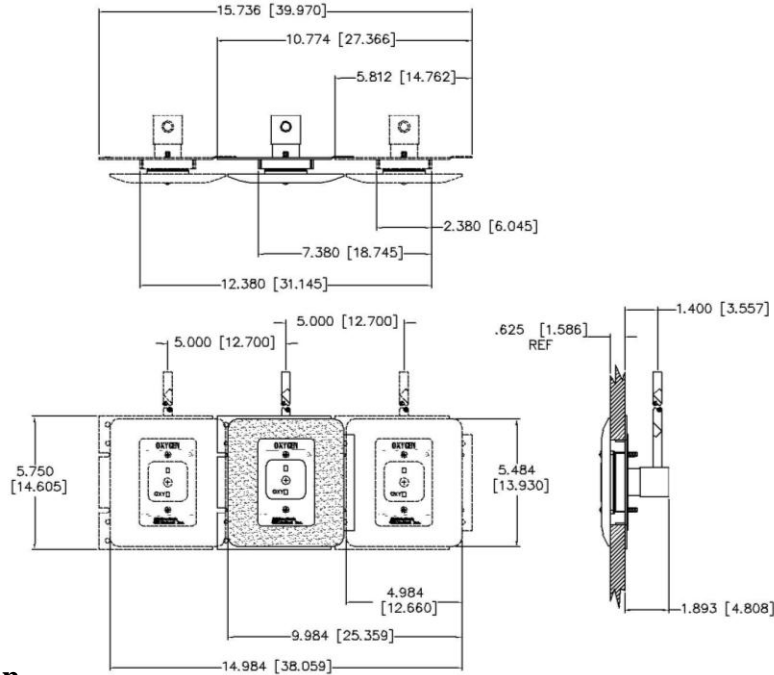 15.736 [39.970]
10.774 [27.366]
5.812 [14.762]
2.380 [6.045]
7.380 [18.745]
12.380 [31.145]
5.000 [12.700]
5.000 [12.700]
1.400 [3.557]
.625 [1.586]
REF
5.750
[14.605]
OXYGEN
OXYGEN
OXYGEN
OXY
OXY
OXY
5.484
[13.930]
4.984
[12.660]
9.984 [25.359]
14.984 [38.059]
1.893 [4.808]
n